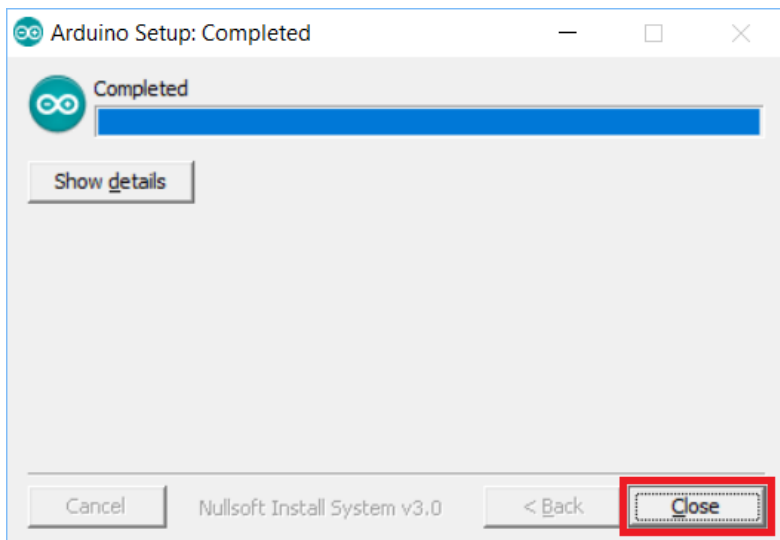 Arduino Setup: Completed
Completed
Show details
Cancel
Nullsoft Install System v3.0
< Back
Close